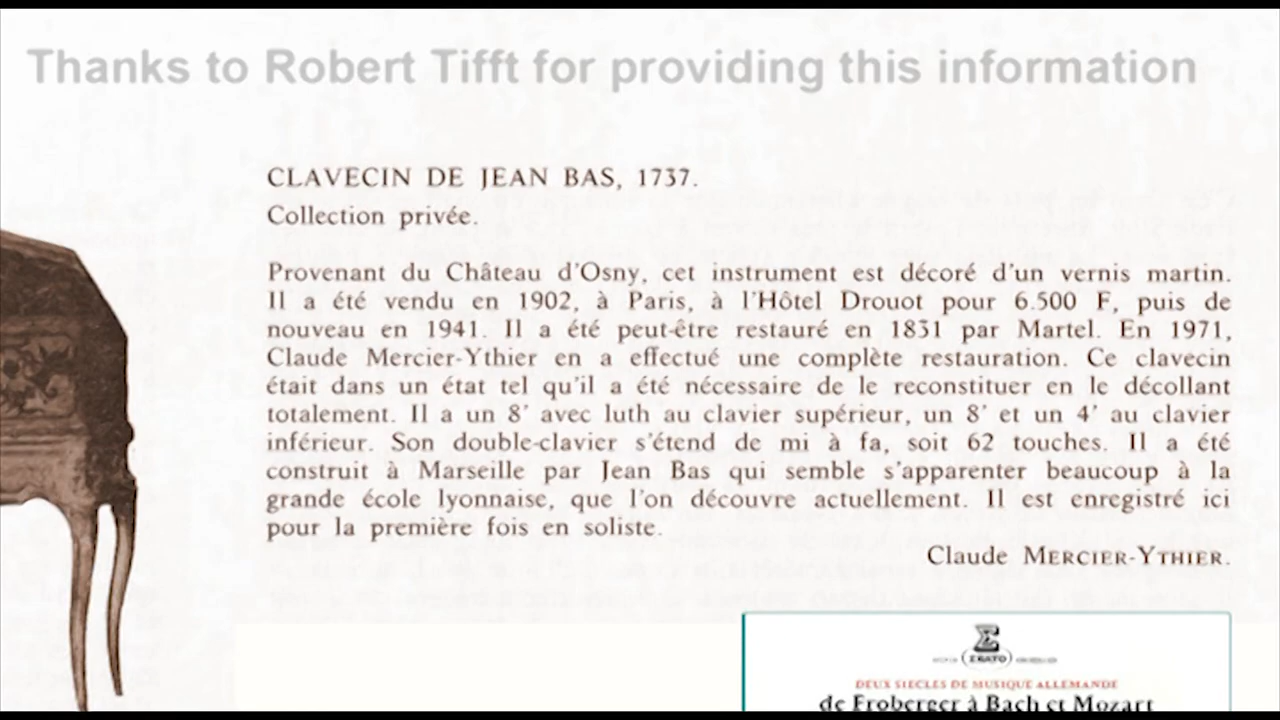 Thanks to Robert Tifft for providing this information
CLAVECIN DE JEAN BAS, 1737.
Collection privée.
Provenant du Château d'Osny, cet instrument est décoré d'un vernis martin.
Il a été vendu en 1902, à Paris, à l'Hôtel Drouot pour 6.500 F, puis de
nouveau en 1941. Il a été peut-être restauré en 1831 par Martel. En 1971,
Claude Mercier-Ythier en a effectué une complète restauration. Ce clavecin
était dans un état tel qu'il a été nécessaire de le reconstituer en le décollant
totalement. Il a un 8' avec luth au clavier supérieur, un 8' et un 4' au clavier
inférieur. Son double-clavier s'étend de mi à fa, soit 62 touches. Il a été
construit à Marseille par Jean Bas qui semble s'apparenter beaucoup à la
grande école lyonnaise, que l'on découvre actuellement. Il est enregistré ici
pour la première fois en soliste.
Claude MERCIER-YTHIER.
ERATO
DEUX SIECLES DE MUSIQUE ALLEMANDE
de Froberger à Bach et Mozart